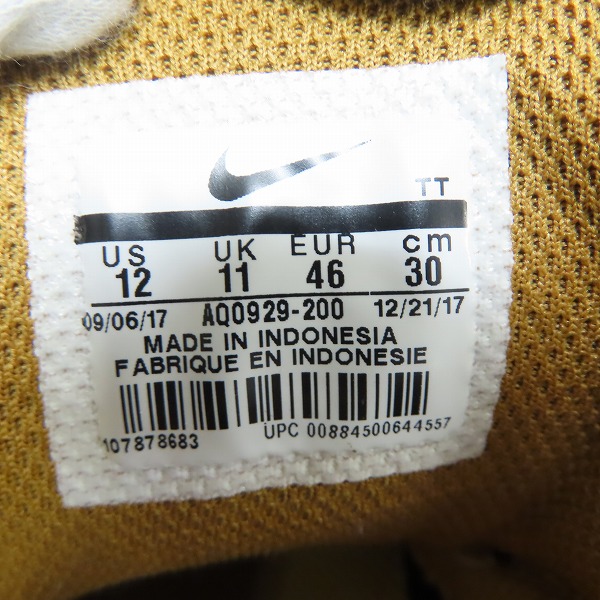 TT
US UK EUR cm
12 11 46 30
09/06/17 AQ0929-200 12/21/17
MADE IN INDONESIA
FABRIQUE EN INDONESIE
107878683 UPC 00884500644557